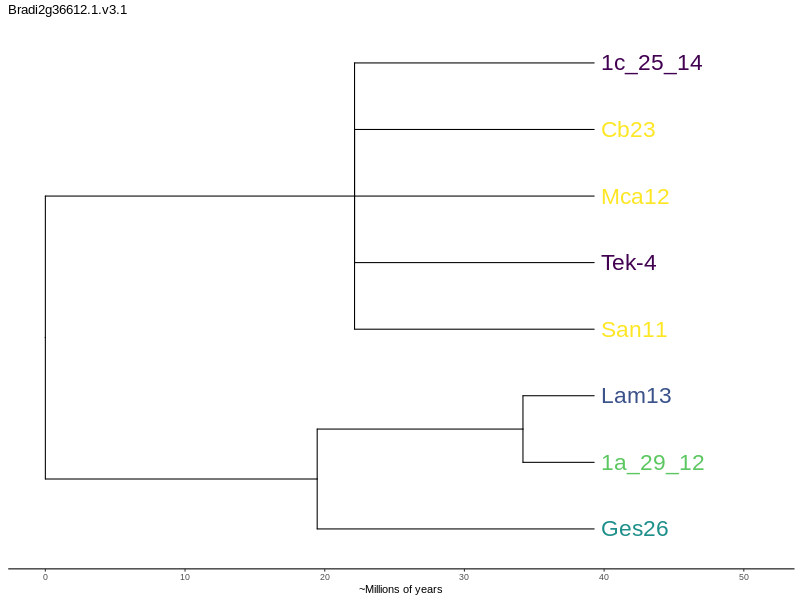 Bradi2g36612.1.v3.1
1c_25_14
Cb23
Mca12
Tek-4
San11
Lam13
1a_29_12
Ges26
0 10 20 30 40 50
~Millions of years